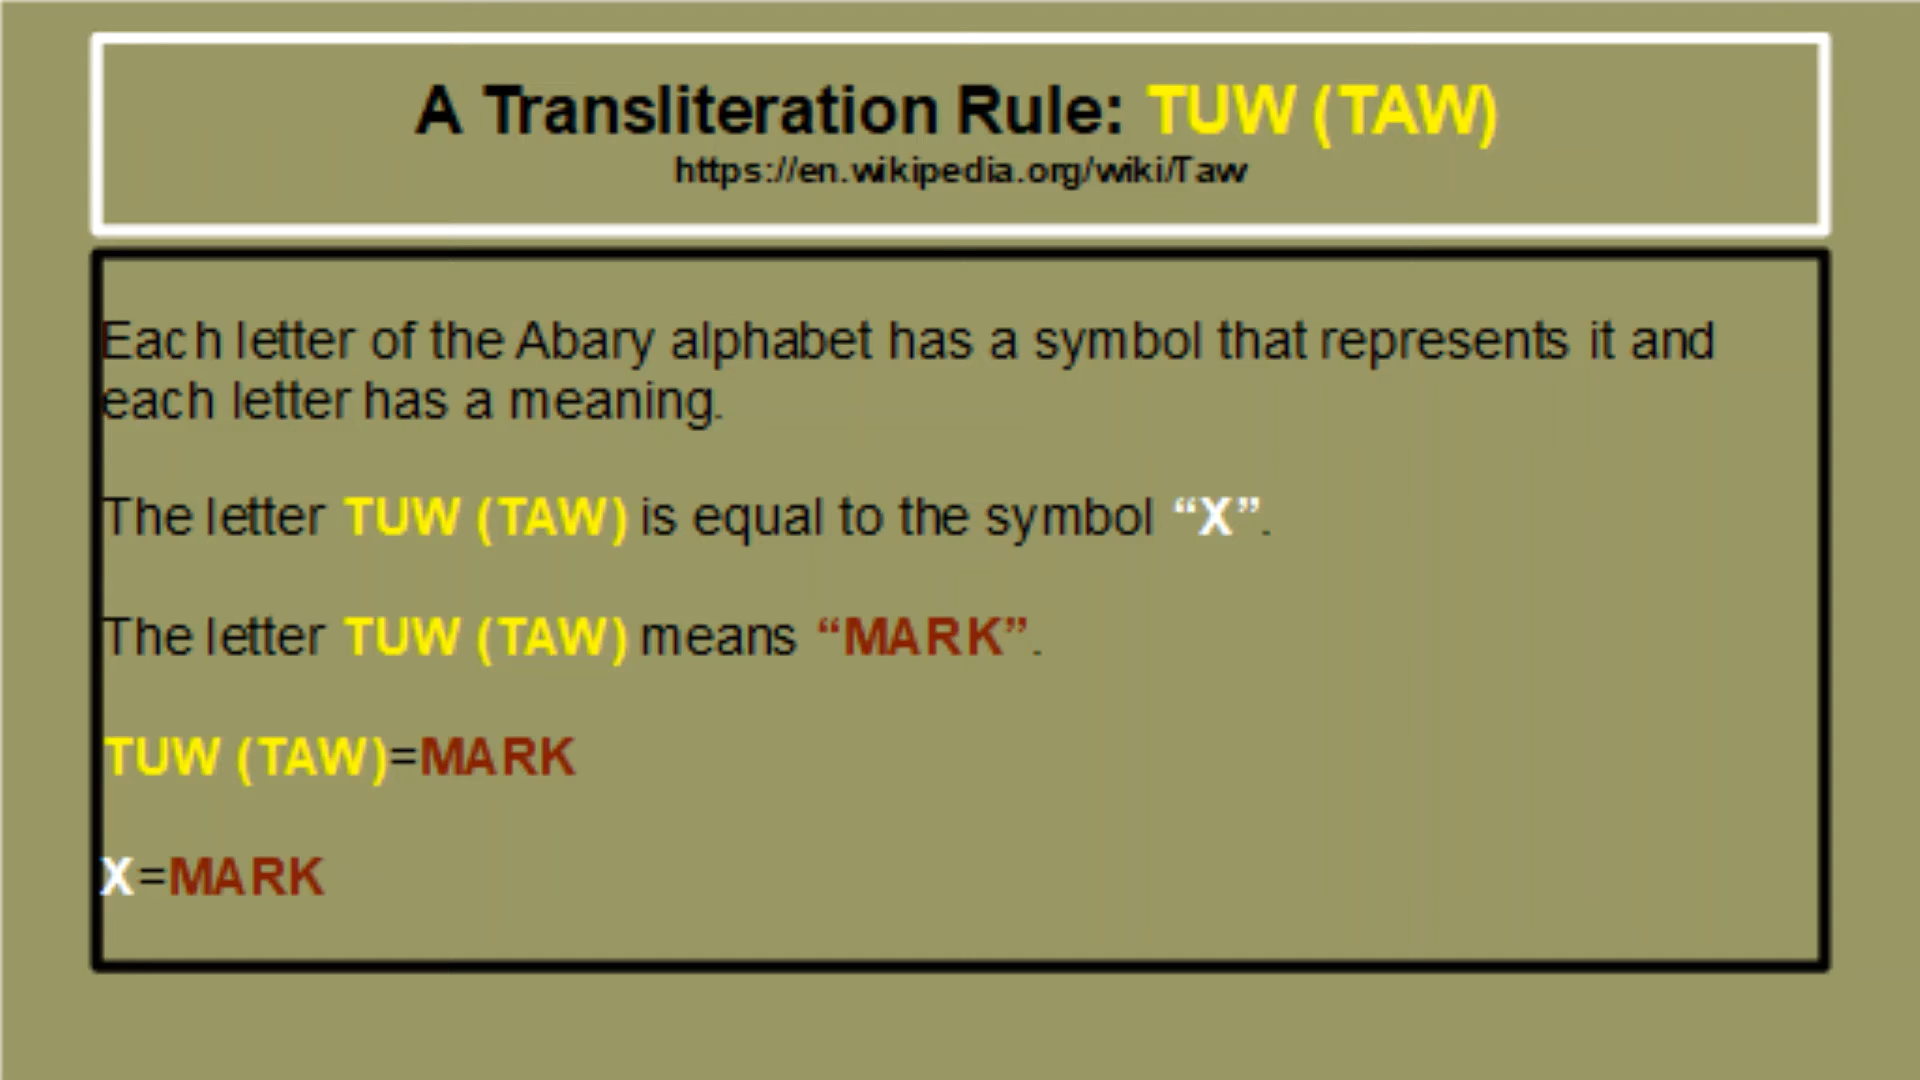 A Transliteration Rule: TUW (TAW)
https://en.wikipedia.org/wiki/Taw
Each letter of the Abary alphabet has a symbol that represents it and
each letter has a meaning.
The letter TUW (TAW) is equal to the symbol “X”.
The letter TUW (TAW) means “MARK”.
TUW (TAW)=MARK
X=MARK